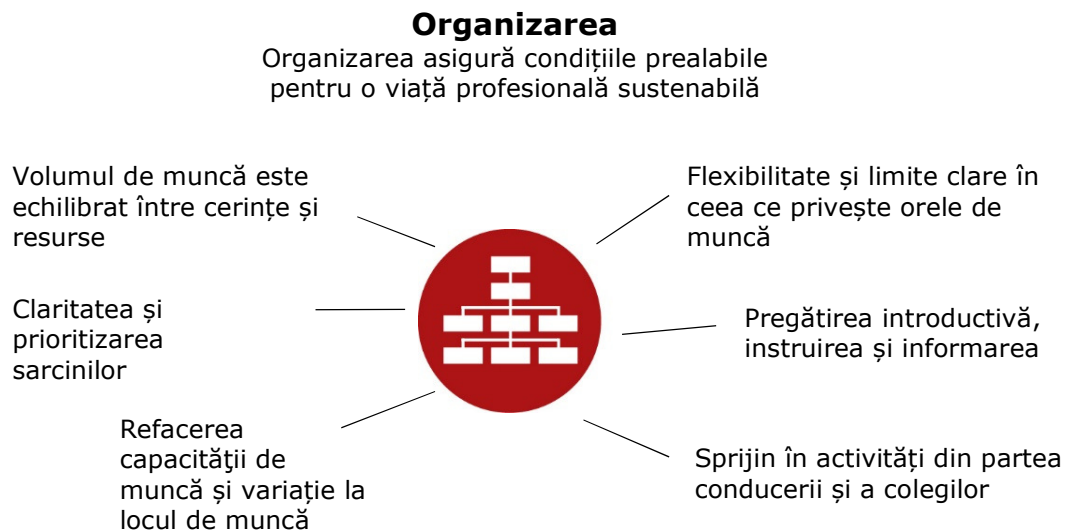 Organizarea
Organizarea asigură condițiile prealabile
pentru o viață profesională sustenabilă
Volumul de muncă este
echilibrat între cerințe și
resurse
Flexibilitate și limite clare în
ceea ce privește orele de
muncă
Claritatea și
prioritizarea
sarcinilor
Pregătirea introductivă,
instruirea și informarea
Refacerea
capacităţii de
muncă și variație la
locul de muncă
Sprijin în activități din partea
conducerii și a colegilor